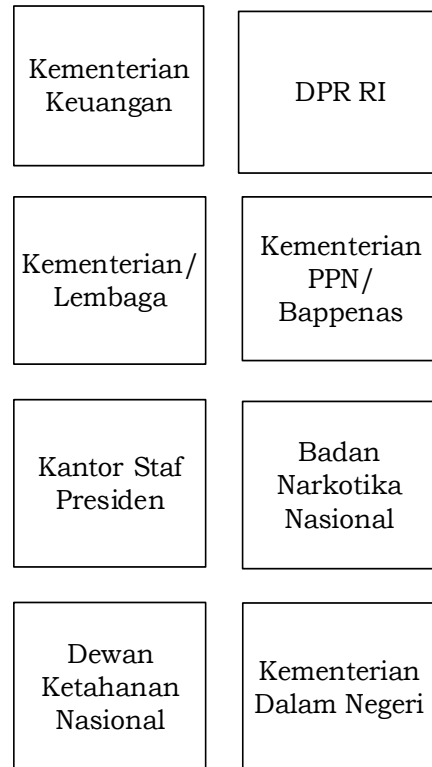 Kementerian
Keuangan
DPR RI
Kementerian/
Lembaga
Kementerian
PPN/
Bappenas
Kantor Staf
Presiden
Badan
Narkotika
Nasional
Dewan
Ketahanan
Nasional
Kementerian
Dalam Negeri